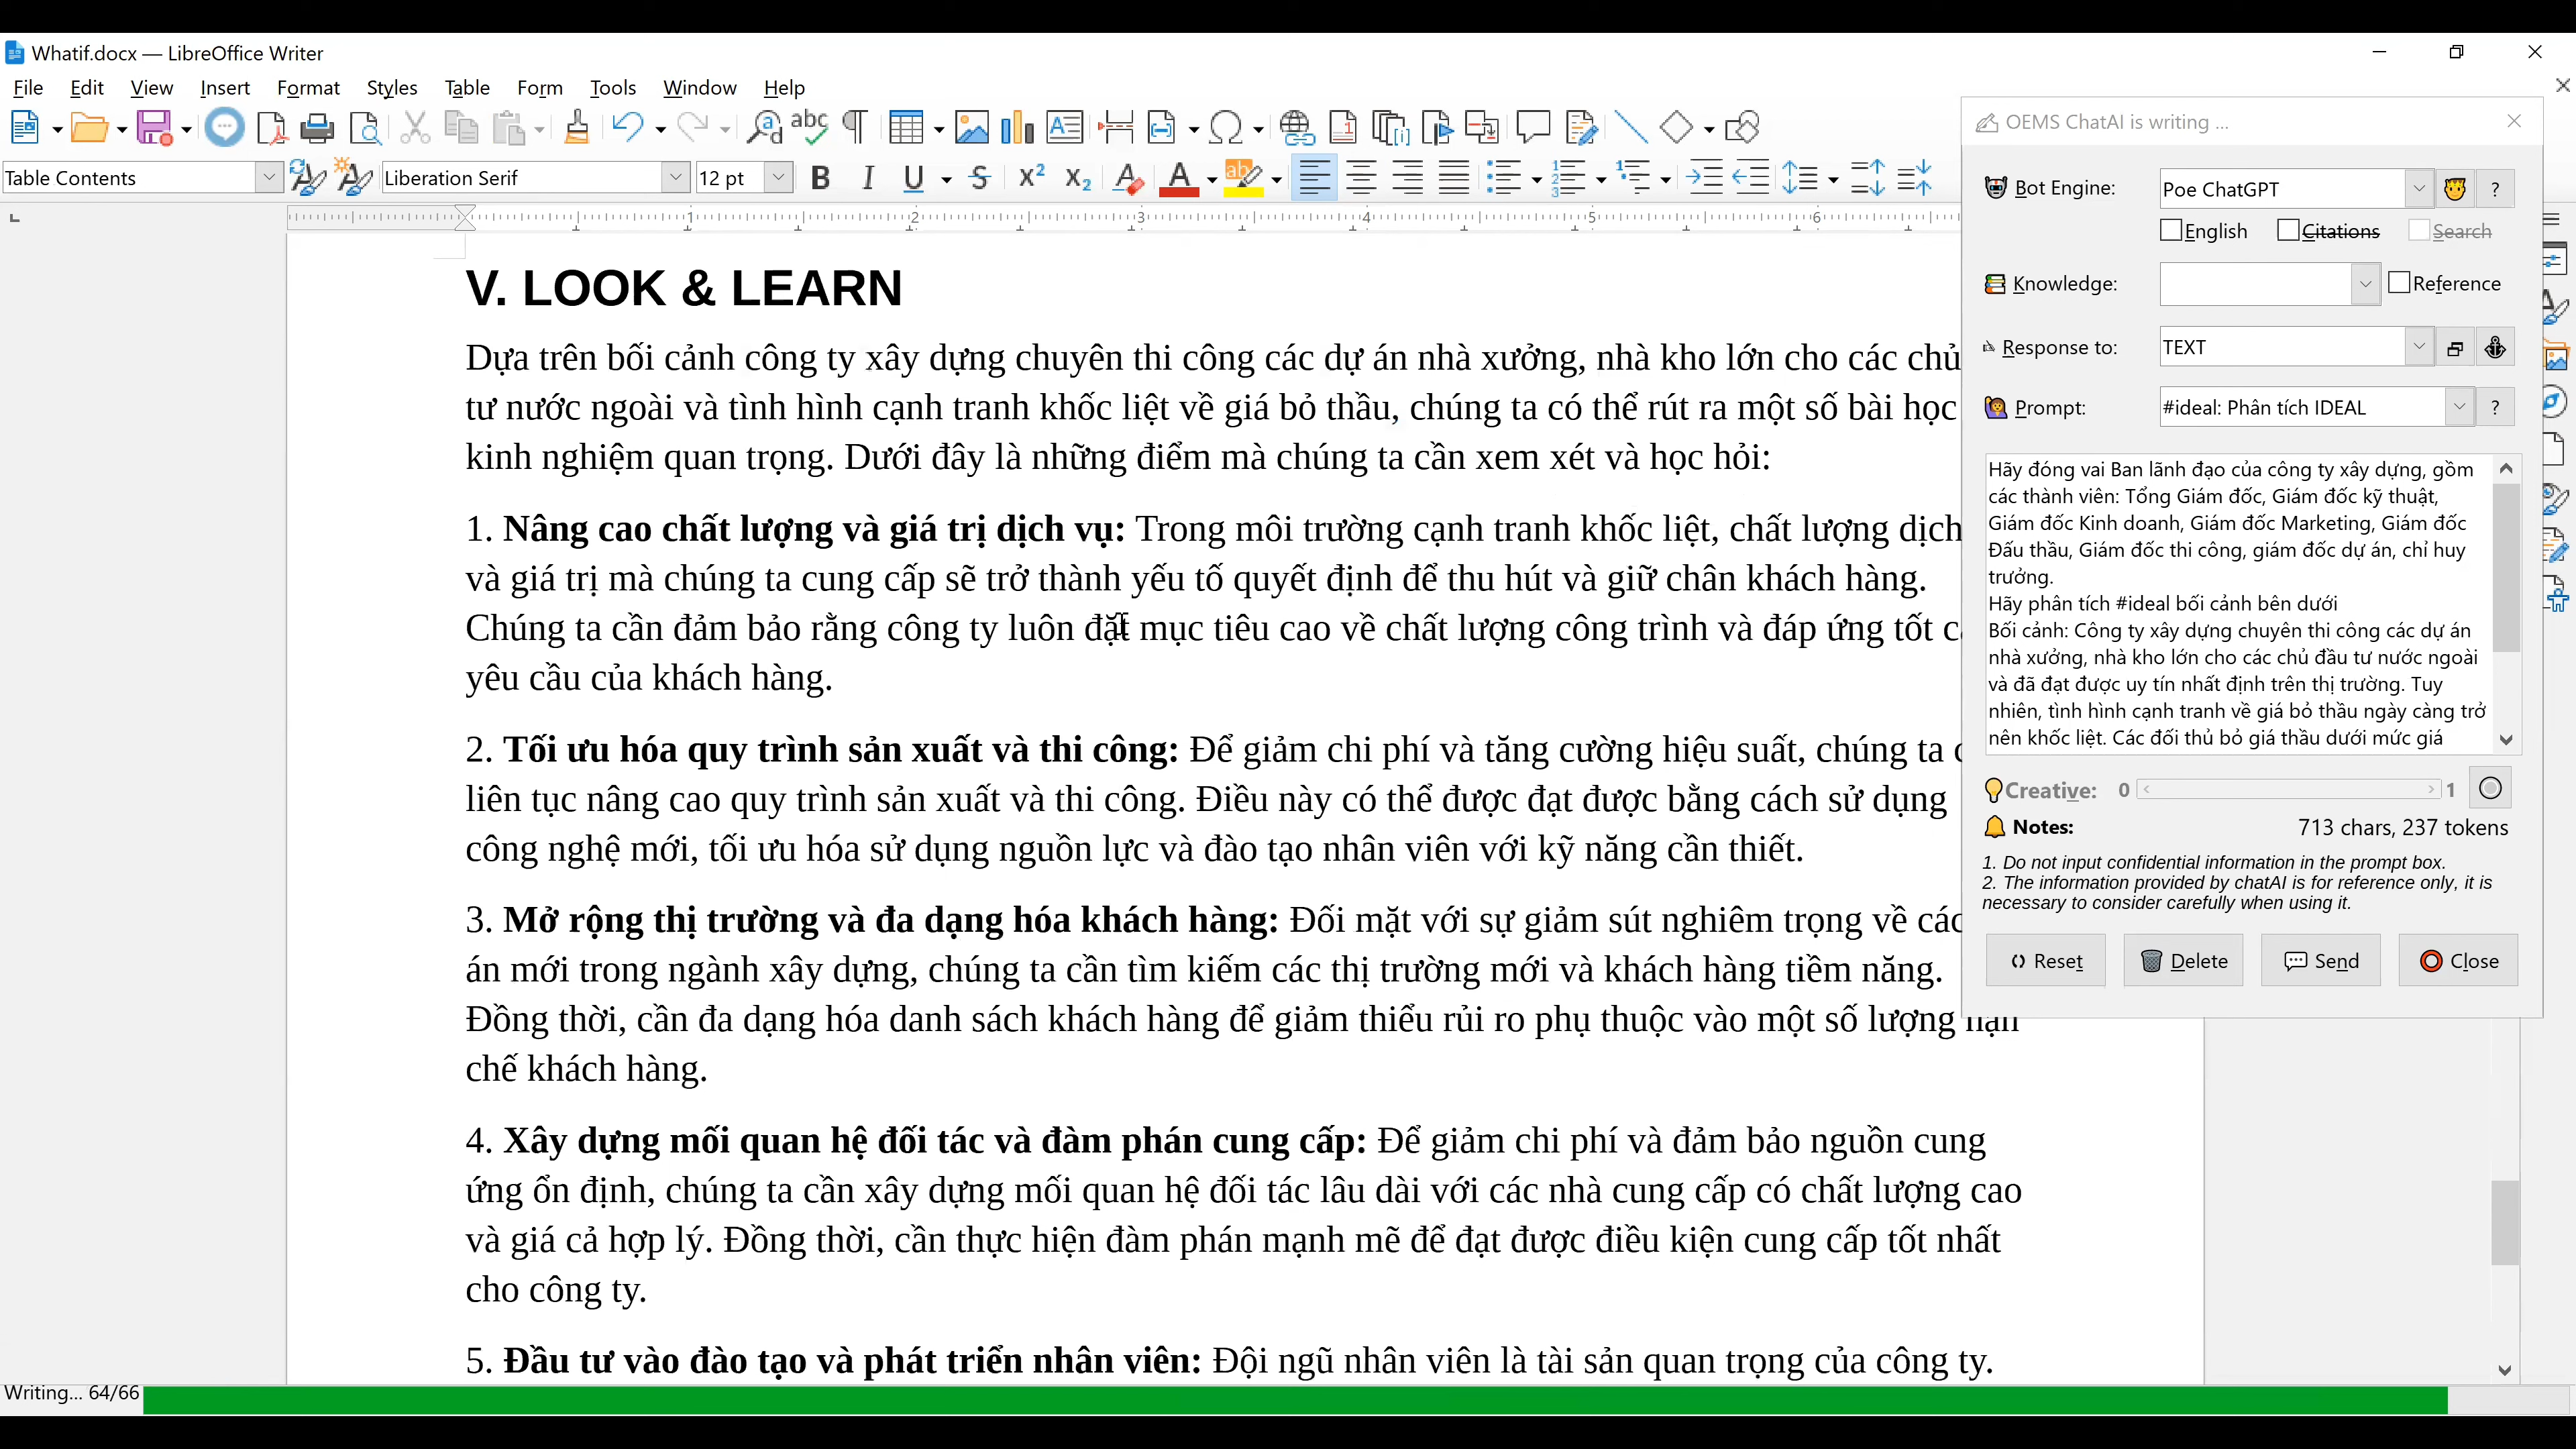 Whatif.docx — LibreOffice Writer
File Edit View Insert Format Styles Table Form Tools Window Help
Table Contents
Liberation Serif
12 pt
1 2 3 4 5 6
V. LOOK & LEARN
Dựa trên bối cảnh công ty xây dựng chuyên thi công các dự án nhà xưởng, nhà kho lớn cho các chủ
tư nước ngoài và tình hình cạnh tranh khốc liệt về giá bỏ thầu, chúng ta có thể rút ra một số bài học
kinh nghiệm quan trọng. Dưới đây là những điểm mà chúng ta cần xem xét và học hỏi:
1. Nâng cao chất lượng và giá trị dịch vụ: Trong môi trường cạnh tranh khốc liệt, chất lượng dịch
và giá trị mà chúng ta cung cấp sẽ trở thành yếu tố quyết định để thu hút và giữ chân khách hàng.
Chúng ta cần đảm bảo rằng công ty luôn đặt mục tiêu cao về chất lượng công trình và đáp ứng tốt
yêu cầu của khách hàng.
2. Tối ưu hóa quy trình sản xuất và thi công: Để giảm chi phí và tăng cường hiệu suất, chúng ta
liên tục nâng cao quy trình sản xuất và thi công. Điều này có thể được đạt được bằng cách sử dụng
công nghệ mới, tối ưu hóa sử dụng nguồn lực và đào tạo nhân viên với kỹ năng cần thiết.
3. Mở rộng thị trường và đa dạng hóa khách hàng: Đối mặt với sự giảm sút nghiêm trọng về các
án mới trong ngành xây dựng, chúng ta cần tìm kiếm các thị trường mới và khách hàng tiềm năng.
Đồng thời, cần đa dạng hóa danh sách khách hàng để giảm thiểu rủi ro phụ thuộc vào một số lượng hạn
chế khách hàng.
4. Xây dựng mối quan hệ đối tác và đàm phán cung cấp: Để giảm chi phí và đảm bảo nguồn cung
ứng ổn định, chúng ta cần xây dựng mối quan hệ đối tác lâu dài với các nhà cung cấp có chất lượng cao
và giá cả hợp lý. Đồng thời, cần thực hiện đàm phán mạnh mẽ để đạt được điều kiện cung cấp tốt nhất
cho công ty.
5. Đầu tư vào đào tạo và phát triển nhân viên: Đội ngũ nhân viên là tài sản quan trọng của công ty.
Writing... 64/66
OEMS ChatAI is writing ...
Bot Engine: Poe ChatGPT ?
English Citations Search
Knowledge: Reference
Response to: TEXT
Prompt: #ideal: Phân tích IDEAL ?
Hãy đóng vai Ban lãnh đạo của công ty xây dựng, gồm
các thành viên: Tổng Giám đốc, Giám đốc kỹ thuật,
Giám đốc Kinh doanh, Giám đốc Marketing, Giám đốc
Đấu thầu, Giám đốc thi công, giám đốc dự án, chỉ huy
trưởng.
Hãy phân tích #ideal bối cảnh bên dưới
Bối cảnh: Công ty xây dựng chuyên thi công các dự án
nhà xưởng, nhà kho lớn cho các chủ đầu tư nước ngoài
và đã đạt được uy tín nhất định trên thị trường. Tuy
nhiên, tình hình cạnh tranh về giá bỏ thầu ngày càng trở
nên khốc liệt. Các đối thủ bỏ giá thầu dưới mức giá
Creative: 0 1
Notes: 713 chars, 237 tokens
1. Do not input confidential information in the prompt box.
2. The information provided by chatAI is for reference only, it is
necessary to consider carefully when using it.
Reset Delete Send Close